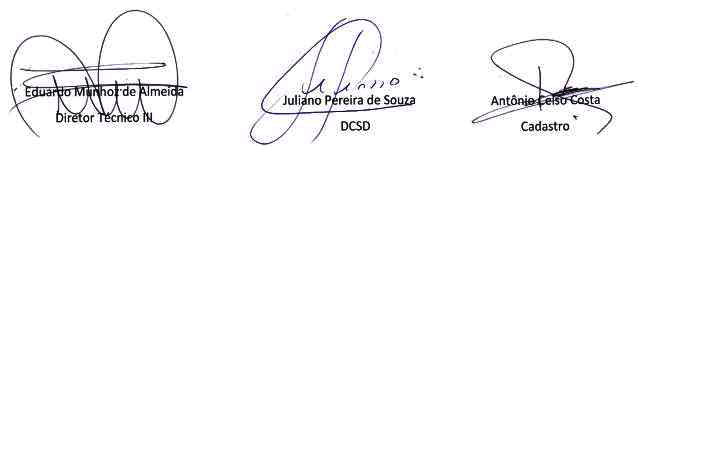 Eduardo Munhoz de Almeida
Diretor Técnico III
Juliano Pereira de Souza
DCSD
Antônio Celso Costa
Cadastro